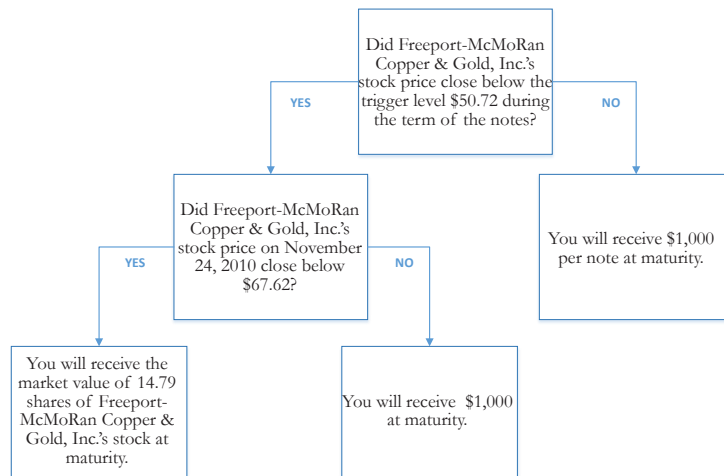 Did Freeport-McMoRan
Copper & Gold, Inc.'s
stock price close below the
trigger level $50.72 during
the term of the notes?
YES
NO
Did Freeport-McMoRan
Copper & Gold, Inc.'s
stock price on November
24, 2010 close below
$67.62?
You will receive $1,000
per note at maturity.
YES
NO
You will receive the
market value of 14.79
shares of Freeport-
McMoRan Copper &
Gold, Inc.'s stock at
maturity.
You will receive $1,000
at maturity.